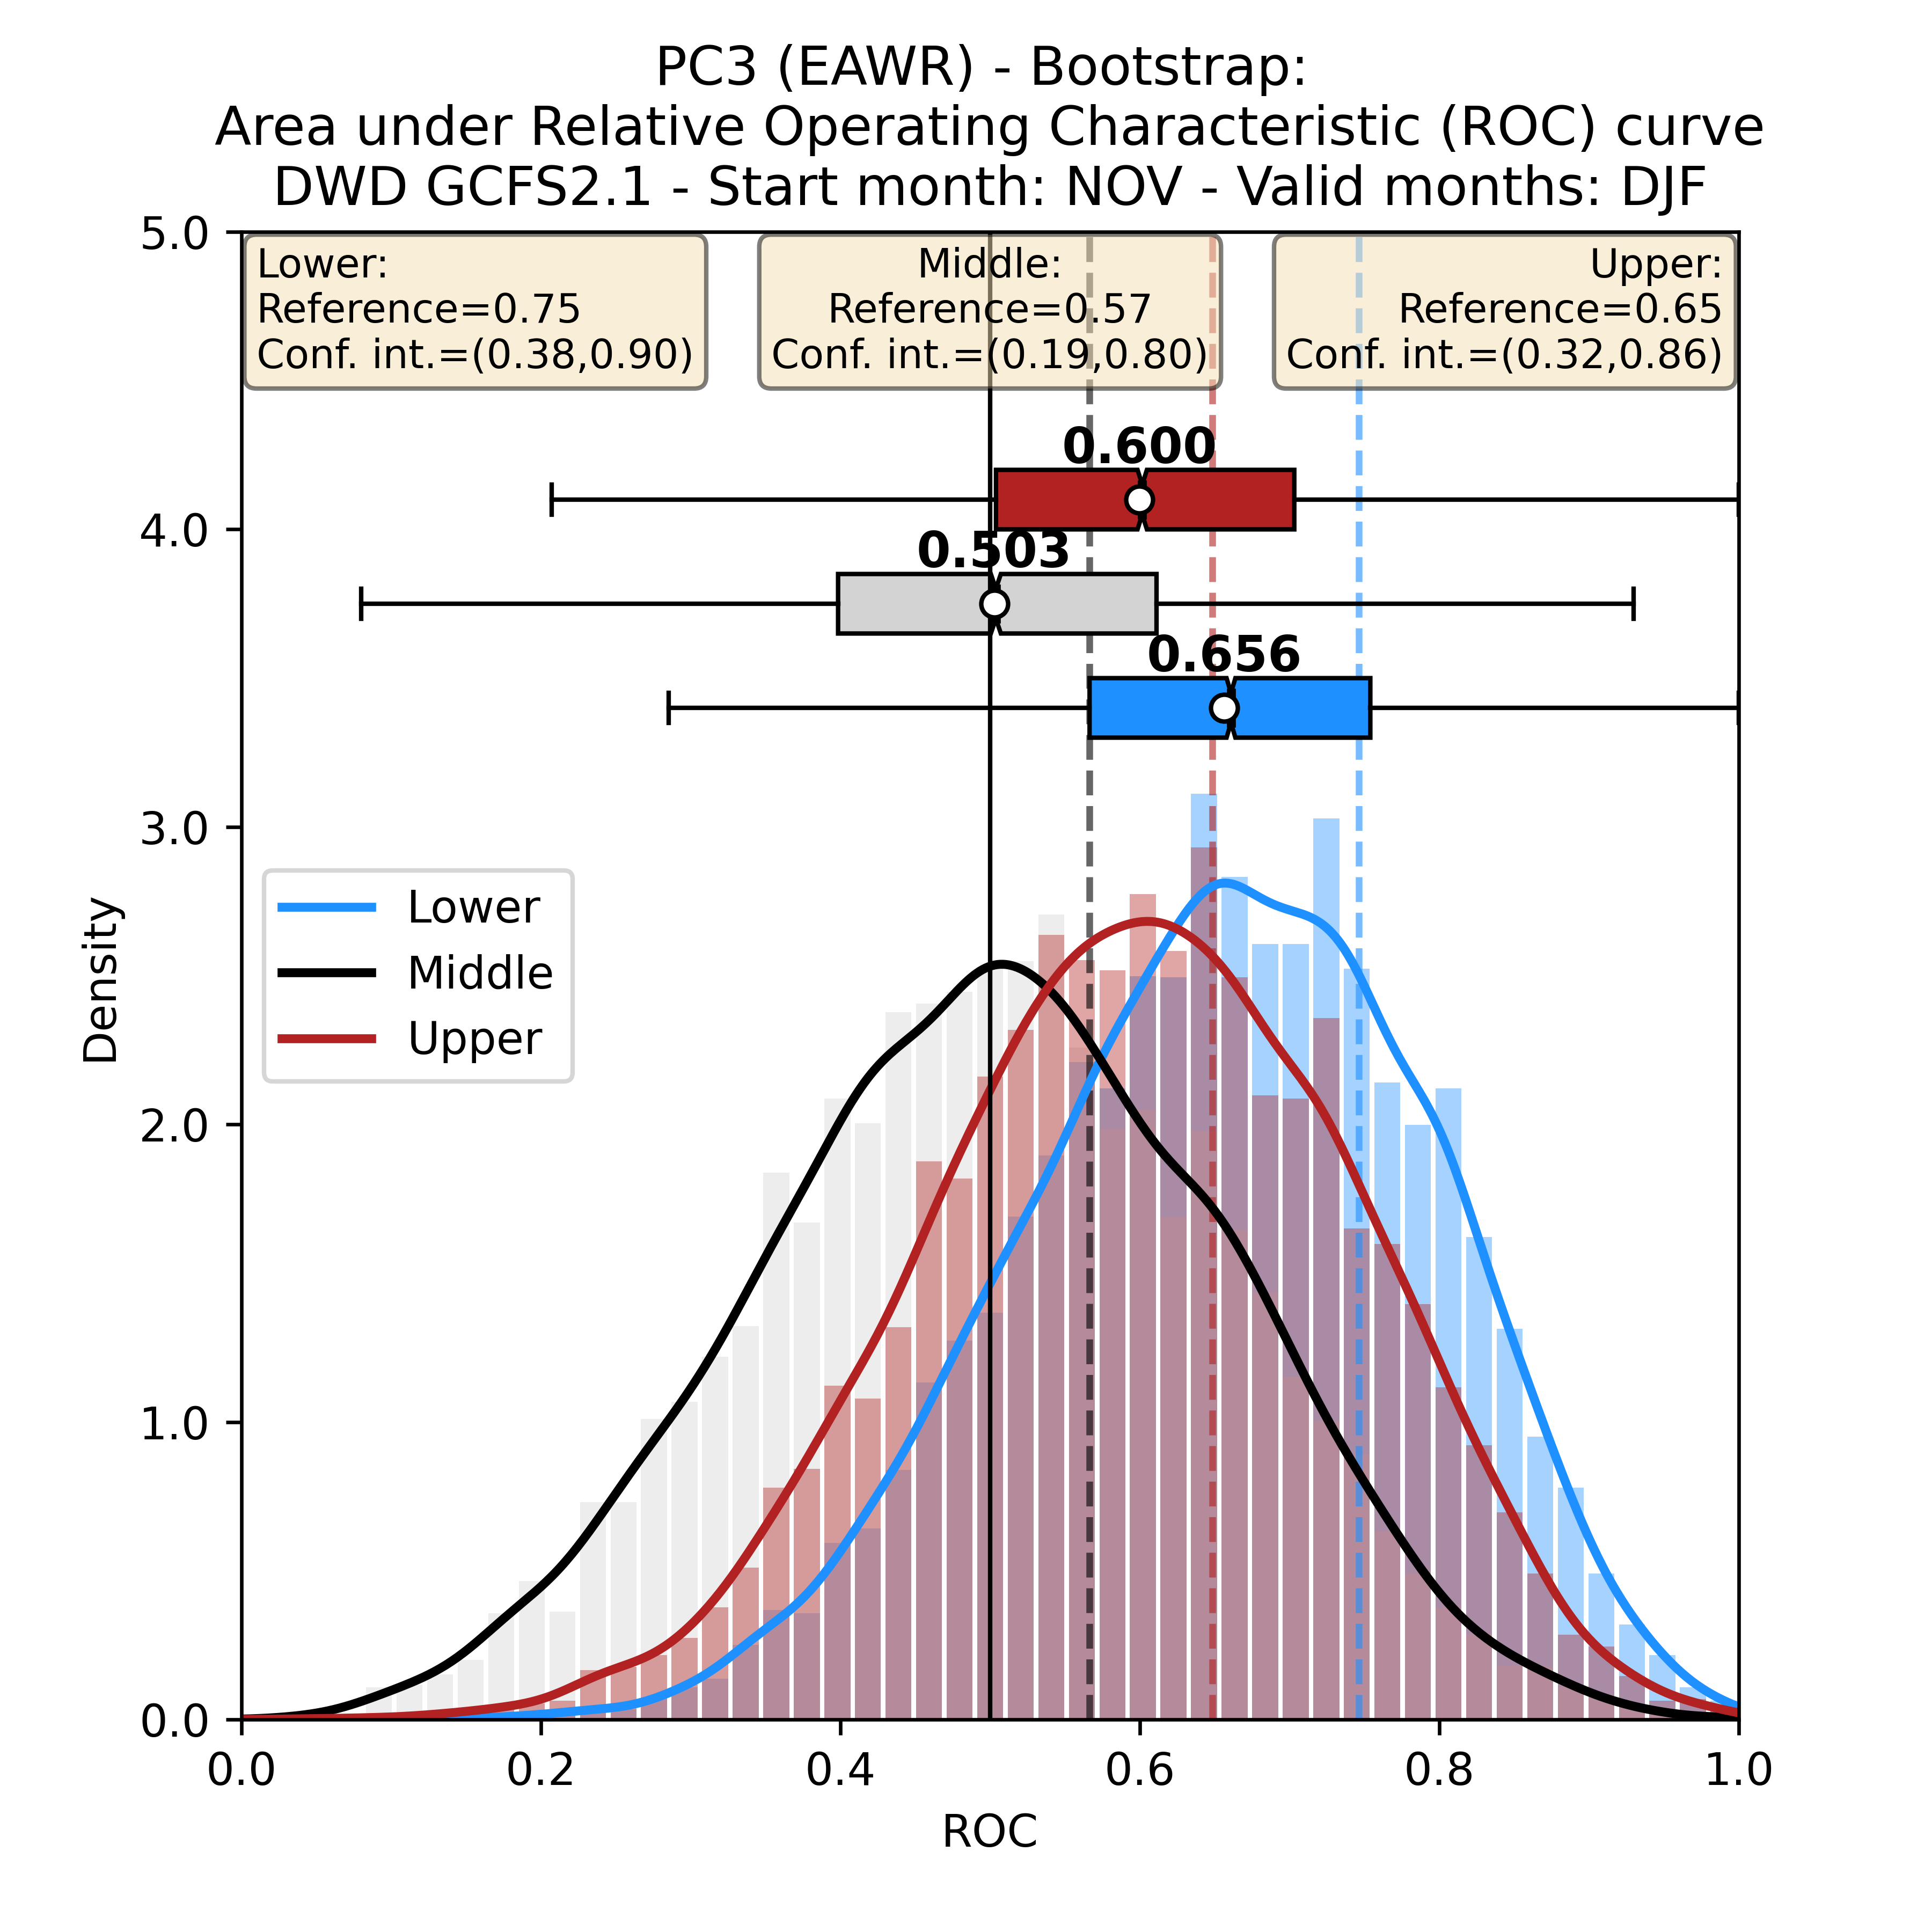 PC3 (EAWR) - Bootstrap:
Area under Relative Operating Characteristic (ROC) curve
DWD GCFS2.1 - Start month: NOV - Valid months: DJF
Lower:
Reference=0.75
Conf. int.=(0.38,0.90)
Middle:
Reference=0.57
Conf. int.=(0.19,0.80)
Upper:
Reference=0.65
Conf. int.=(0.32,0.86)
0.600
0.503
0.656
Lower
Middle
Upper
Density
5.0
4.0
3.0
2.0
1.0
0.0
0.0 0.2 0.4 0.6 0.8 1.0
ROC